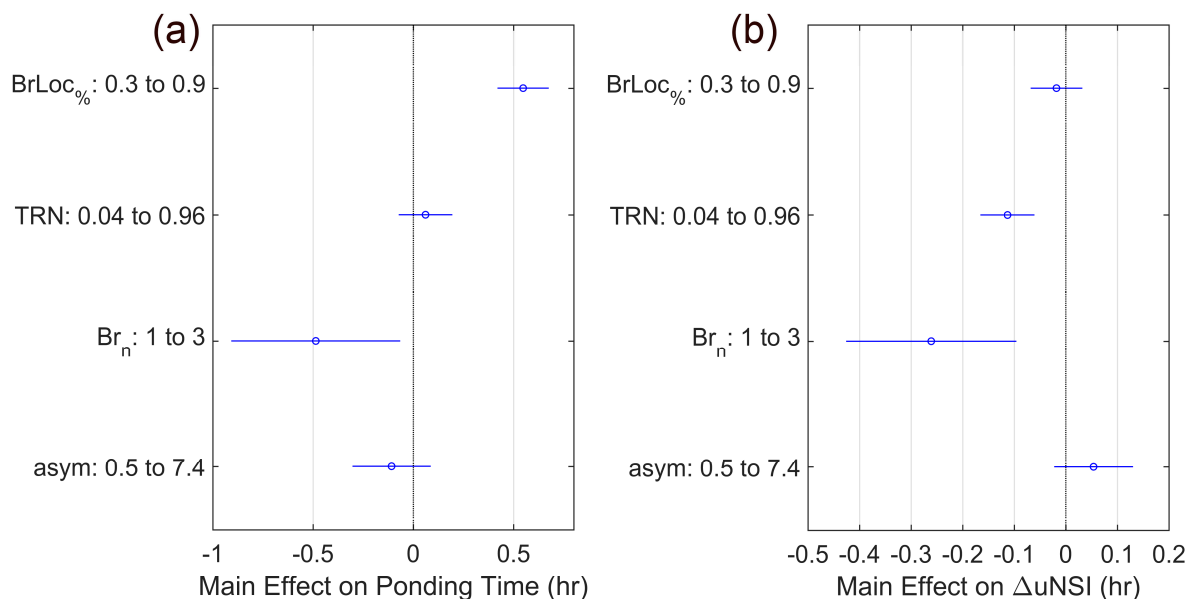 (a)
BrLoc%: 0.3 to 0.9
TRN: 0.04 to 0.96
Brn: 1 to 3
asym: 0.5 to 7.4
-1 -0.5 0 0.5
Main Effect on Ponding Time (hr)
(b)
BrLoc%: 0.3 to 0.9
TRN: 0.04 to 0.96
Brn: 1 to 3
asym: 0.5 to 7.4
-0.5 -0.4 -0.3 -0.2 -0.1 0 0.1 0.2
Main Effect on ΔuNSI (hr)